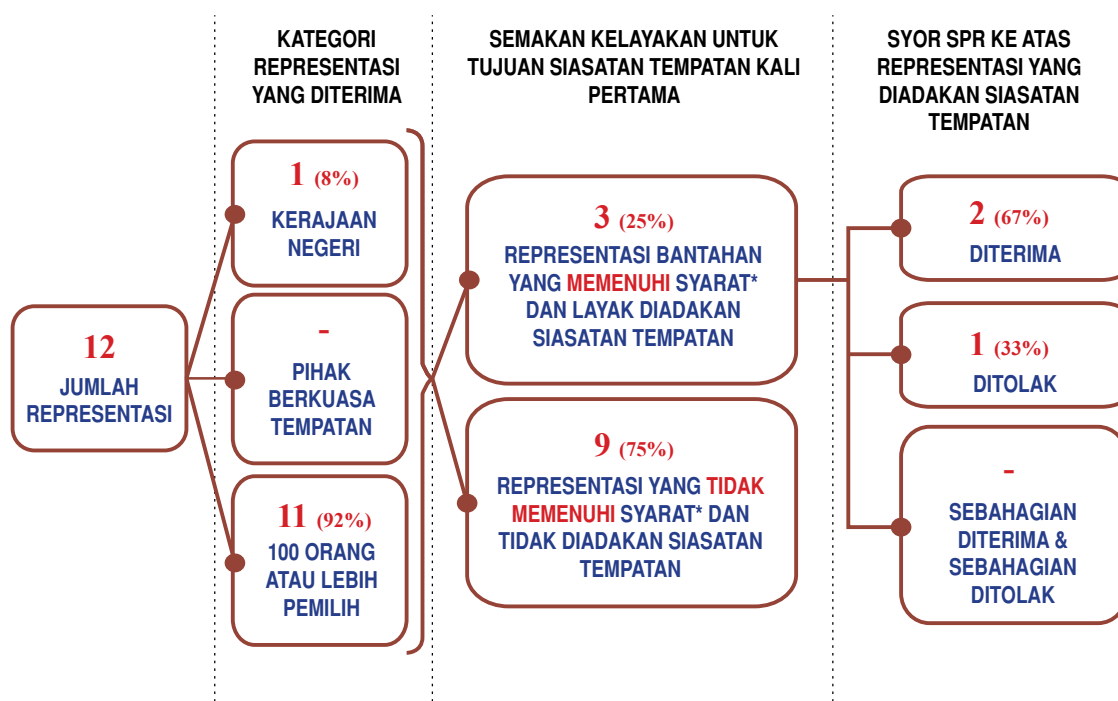 KATEGORI
REPRESENTASI
YANG DITERIMA
SEMAKAN KELAYAKAN UNTUK
TUJUAN SIASATAN TEMPATAN KALI
PERTAMA
SYOR SPR KE ATAS
REPRESENTASI YANG
DIADAKAN SIASATAN
TEMPATAN
12
JUMLAH
REPRESENTASI
1 (8%)
KERAJAAN
NEGERI
-
PIHAK
BERKUASA
TEMPATAN
11 (92%)
100 ORANG
ATAU LEBIH
PEMILIH
3 (25%)
REPRESENTASI BANTAHAN
YANG MEMENUHI SYARAT*
DAN LAYAK DIADAKAN
SIASATAN TEMPATAN
9 (75%)
REPRESENTASI YANG TIDAK
MEMENUHI SYARAT* DAN
TIDAK DIADAKAN SIASATAN
TEMPATAN
2 (67%)
DITERIMA
1 (33%)
DITOLAK
-
SEBAHAGIAN
DITERIMA &
SEBAHAGIAN
DITOLAK